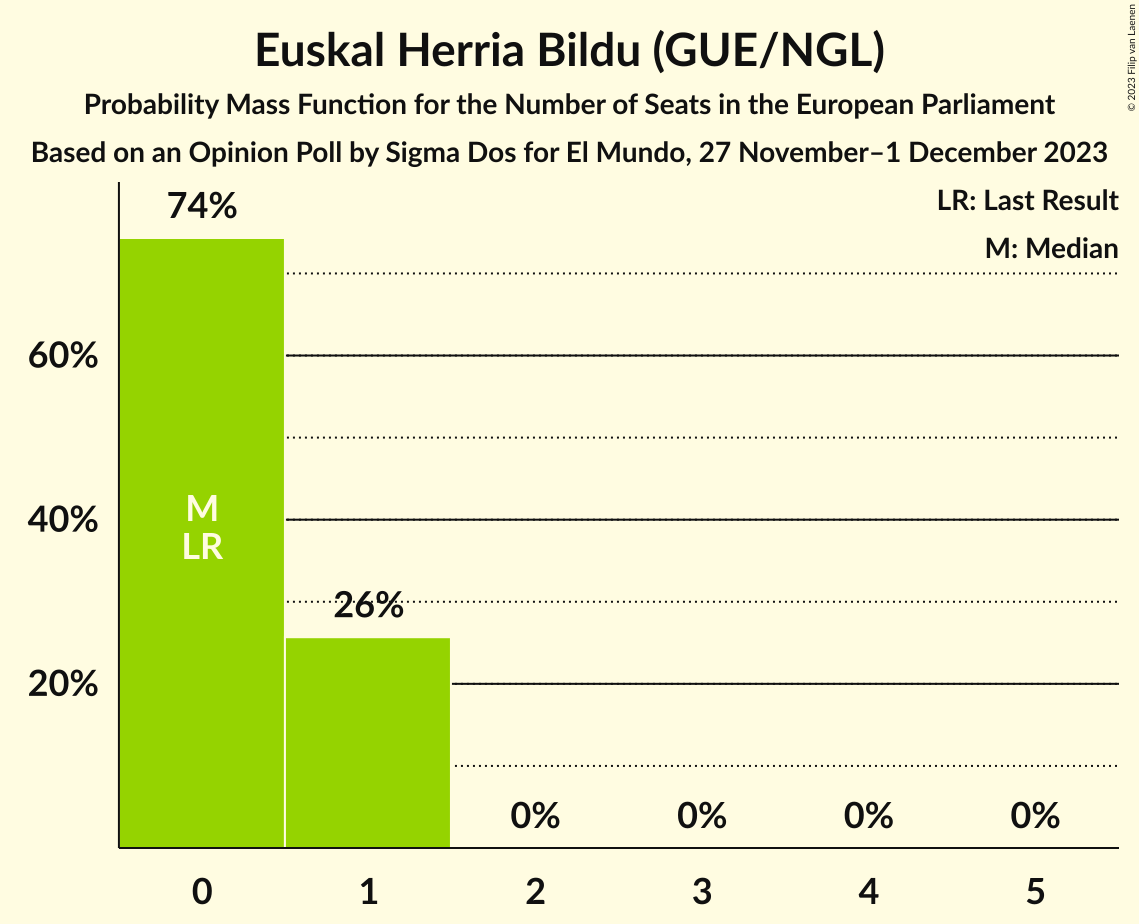 Euskal Herria Bildu (GUE/NGL)
Probability Mass Function for the Number of Seats in the European Parliament
Based on an Opinion Poll by Sigma Dos for El Mundo, 27 November–1 December 2023
© 2023 Filip van Laenen
LR: Last Result
M: Median
74%
60%
40%
20%
M
LR
26%
0%
0%
0%
0%
0
1
2
3
4
5